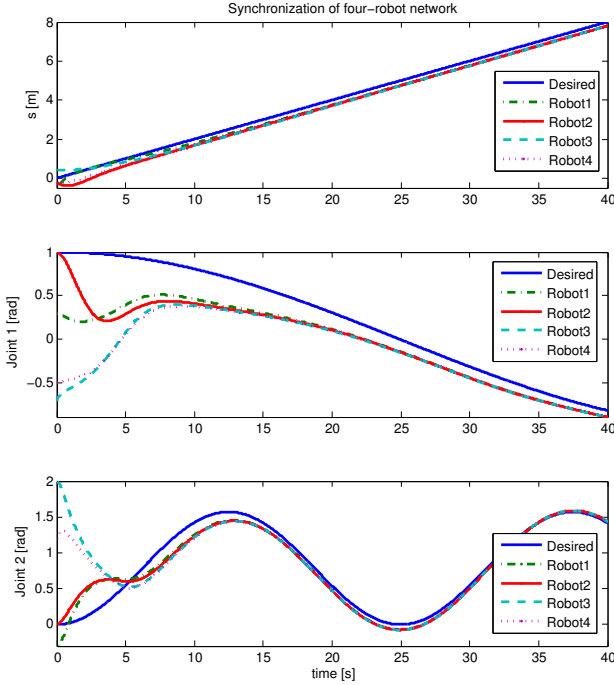 Synchronization of four-robot network
8
6
4
2
0
s [m]
Desired
Robot1
Robot2
Robot3
Robot4
0 5 10 15 20 25 30 35 40
1
0.5
0
−0.5
Joint 1 [rad]
Desired
Robot1
Robot2
Robot3
Robot4
0 5 10 15 20 25 30 35 40
2
1.5
1
0.5
0
Joint 2 [rad]
Desired
Robot1
Robot2
Robot3
Robot4
0 5 10 15 20 25 30 35 40
time [s]